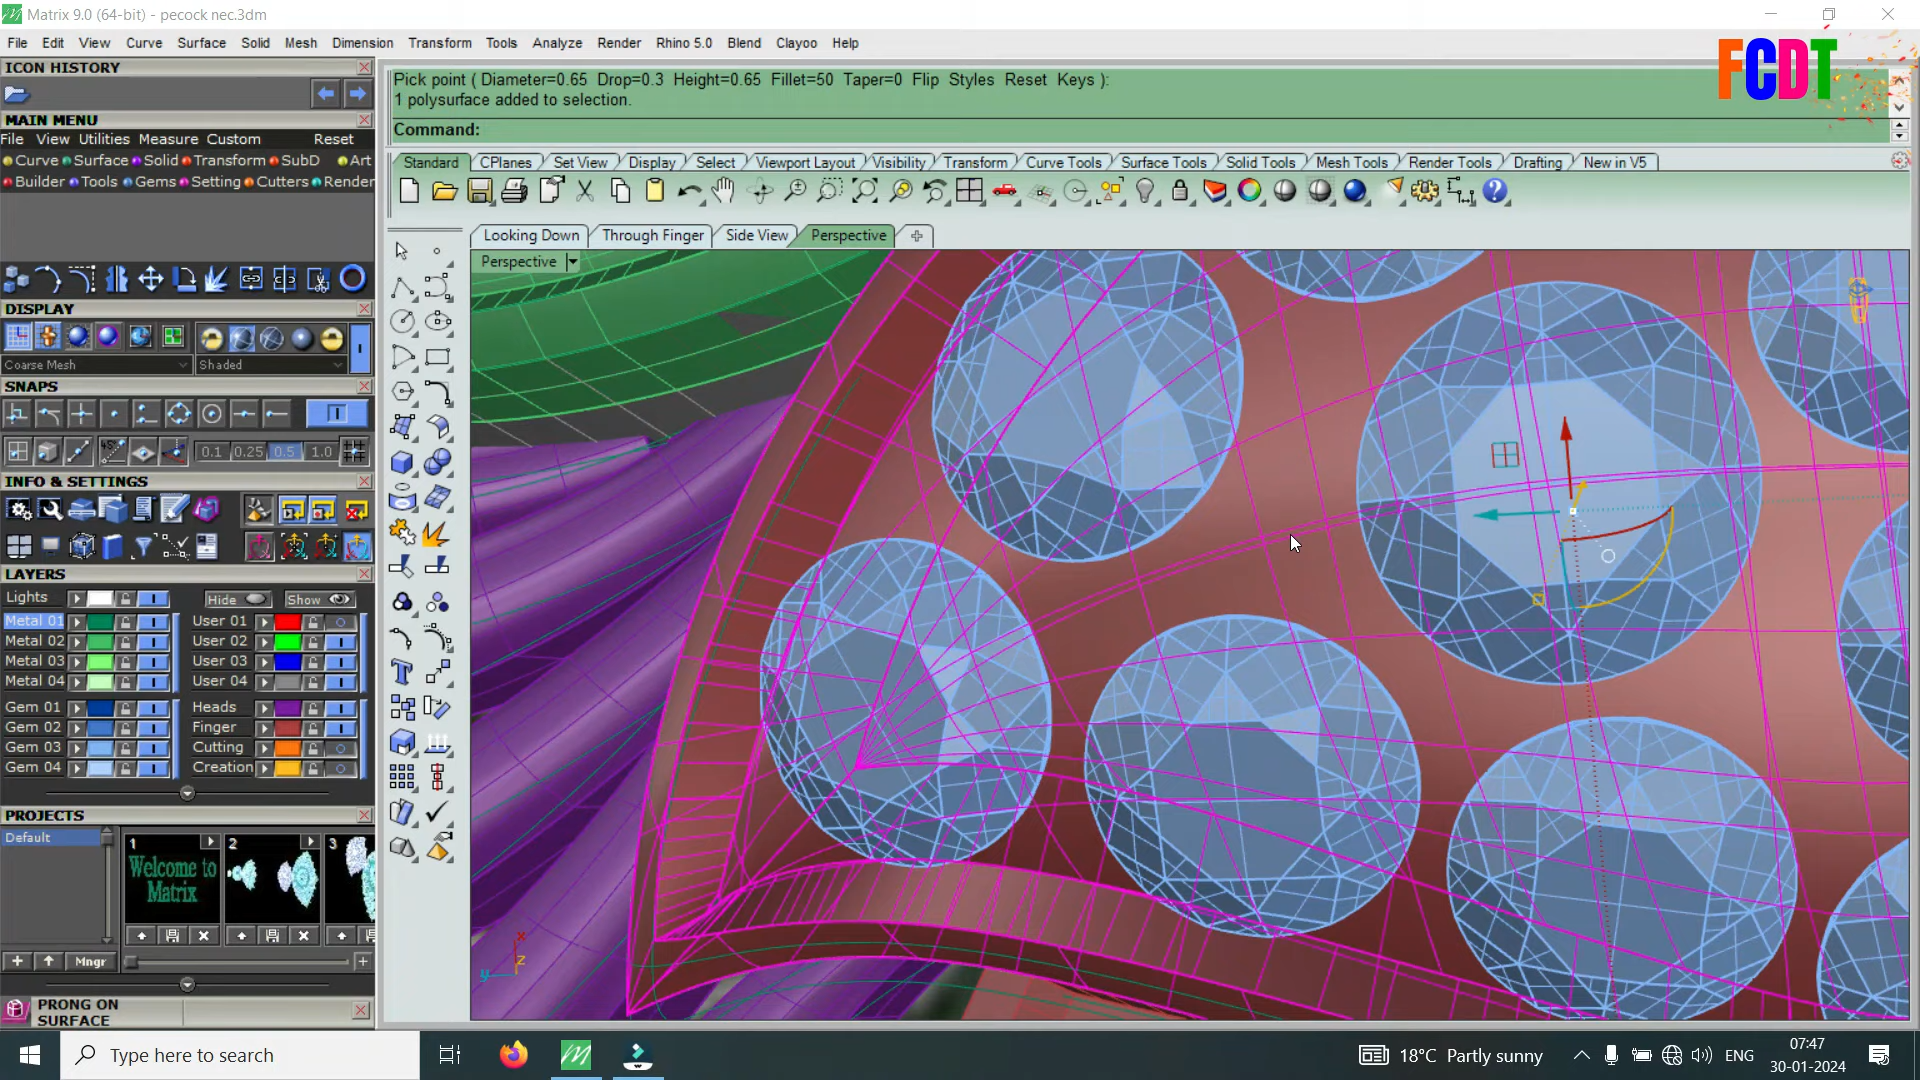 Matrix 9.0 (64-bit) - pecock nec.3dm
File Edit View Curve Surface Solid Mesh Dimension Transform Tools Analyze Render Rhino 5.0 Blend Clayoo Help
FCDT
ICON HISTORY
MAIN MENU
File View Utilities Measure Custom Reset
Curve Surface Solid Transform SubD Art
Builder Tools Gems Setting Cutters Render
DISPLAY
Coarse Mesh Shaded
SNAPS
0.1 0.25 0.5 1.0
INFO & SETTINGS
LAYERS
Lights Hide Show
Metal 01 User 01
Metal 02 User 02
Metal 03 User 03
Metal 04 User 04
Gem 01 Heads
Gem 02 Finger
Gem 03 Cutting
Gem 04 Creation
PROJECTS
Default
1 2 3
Welcome to
Matrix
Mngr
PRONG ON
SURFACE
Pick point ( Diameter=0.65 Drop=0.3 Height=0.65 Fillet=50 Taper=0 Flip Styles Reset Keys ):
1 polysurface added to selection.
Command:
Standard CPlanes Set View Display Select Viewport Layout Visibility Transform Curve Tools Surface Tools Solid Tools Mesh Tools Render Tools Drafting New in V5
Looking Down Through Finger Side View Perspective
Perspective
x
y z
Type here to search
18°C Partly sunny
ENG
07:47
30-01-2024